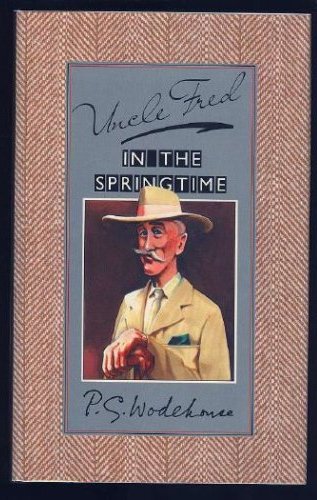 Uncle Fred
IN THE
SPRINGTIME
P. G. Wodehouse